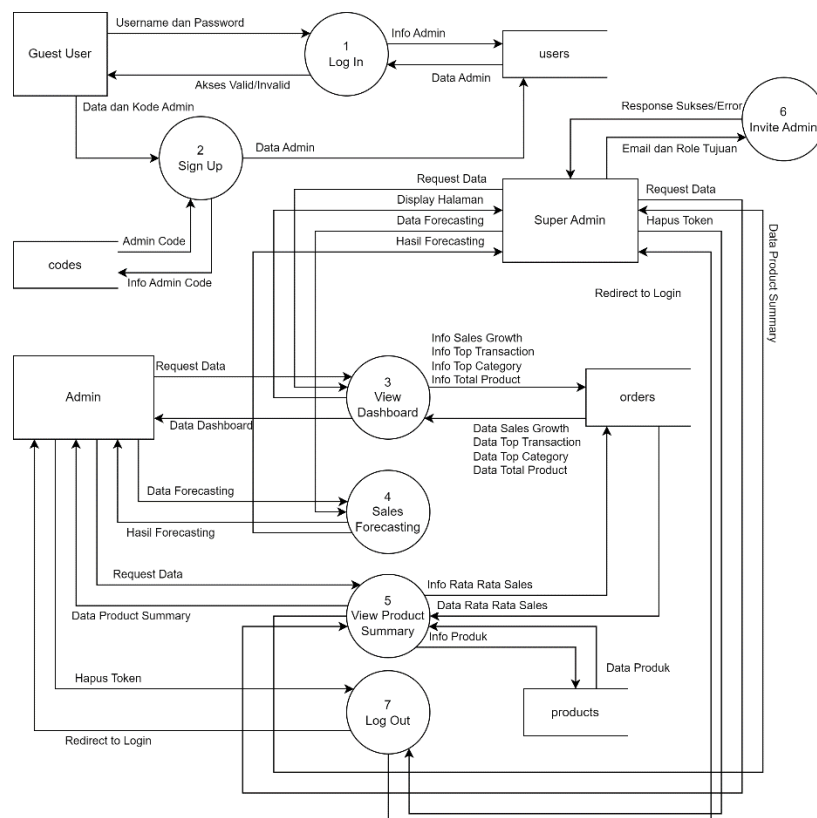 Username dan Password
Guest User
1
Log In
Info Admin
users
Akses Valid/Invalid
Data Admin
Data dan Kode Admin
2
Sign Up
Data Admin
Response Sukses/Error
6
Invite Admin
Email dan Role Tujuan
Request Data
Display Halaman
Data Forecasting
Hasil Forecasting
Super Admin
Request Data
Hapus Token
Data Product Summary
Redirect to Login
Admin Code
codes
Info Admin Code
Admin
Request Data
Data Dashboard
3
View
Dashboard
Info Sales Growth
Info Top Transaction
Info Top Category
Info Total Product
orders
Data Sales Growth
Data Top Transaction
Data Top Category
Data Total Product
Data Forecasting
Hasil Forecasting
4
Sales
Forecasting
Request Data
Data Product Summary
5
View Product
Summary
Info Rata Rata Sales
Data Rata Rata Sales
Info Produk
Data Produk
products
Hapus Token
Redirect to Login
7
Log Out